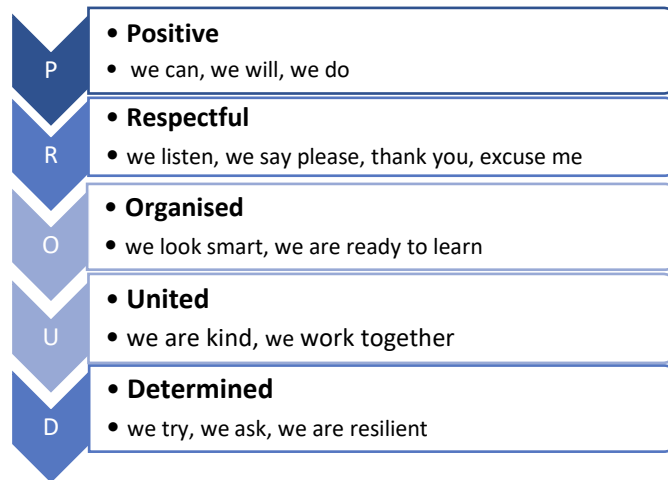 P
• Positive
• we can, we will, we do
R
• Respectful
• we listen, we say please, thank you, excuse me
O
• Organised
• we look smart, we are ready to learn
U
• United
• we are kind, we work together
D
• Determined
• we try, we ask, we are resilient